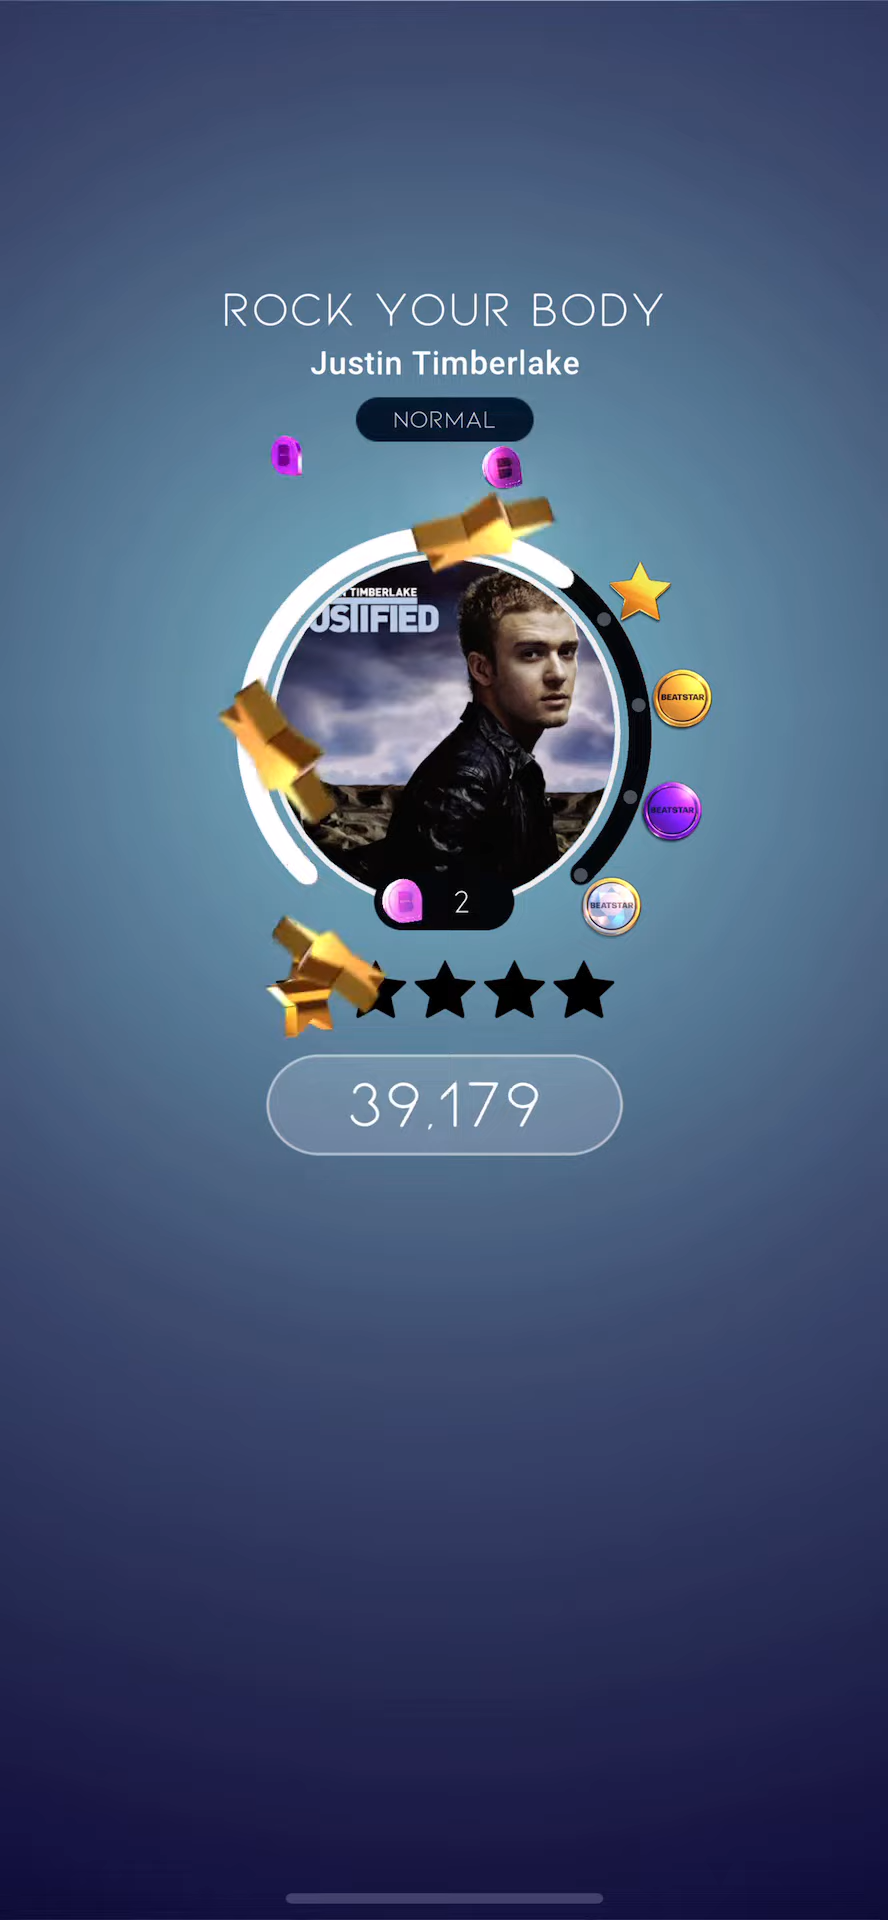 ROCK YOUR BODY
Justin Timberlake
NORMAL
TIMBERLAKE
USTIFIED
BEATSTAR
BEATSTAR
BEATSTAR
2
39,179